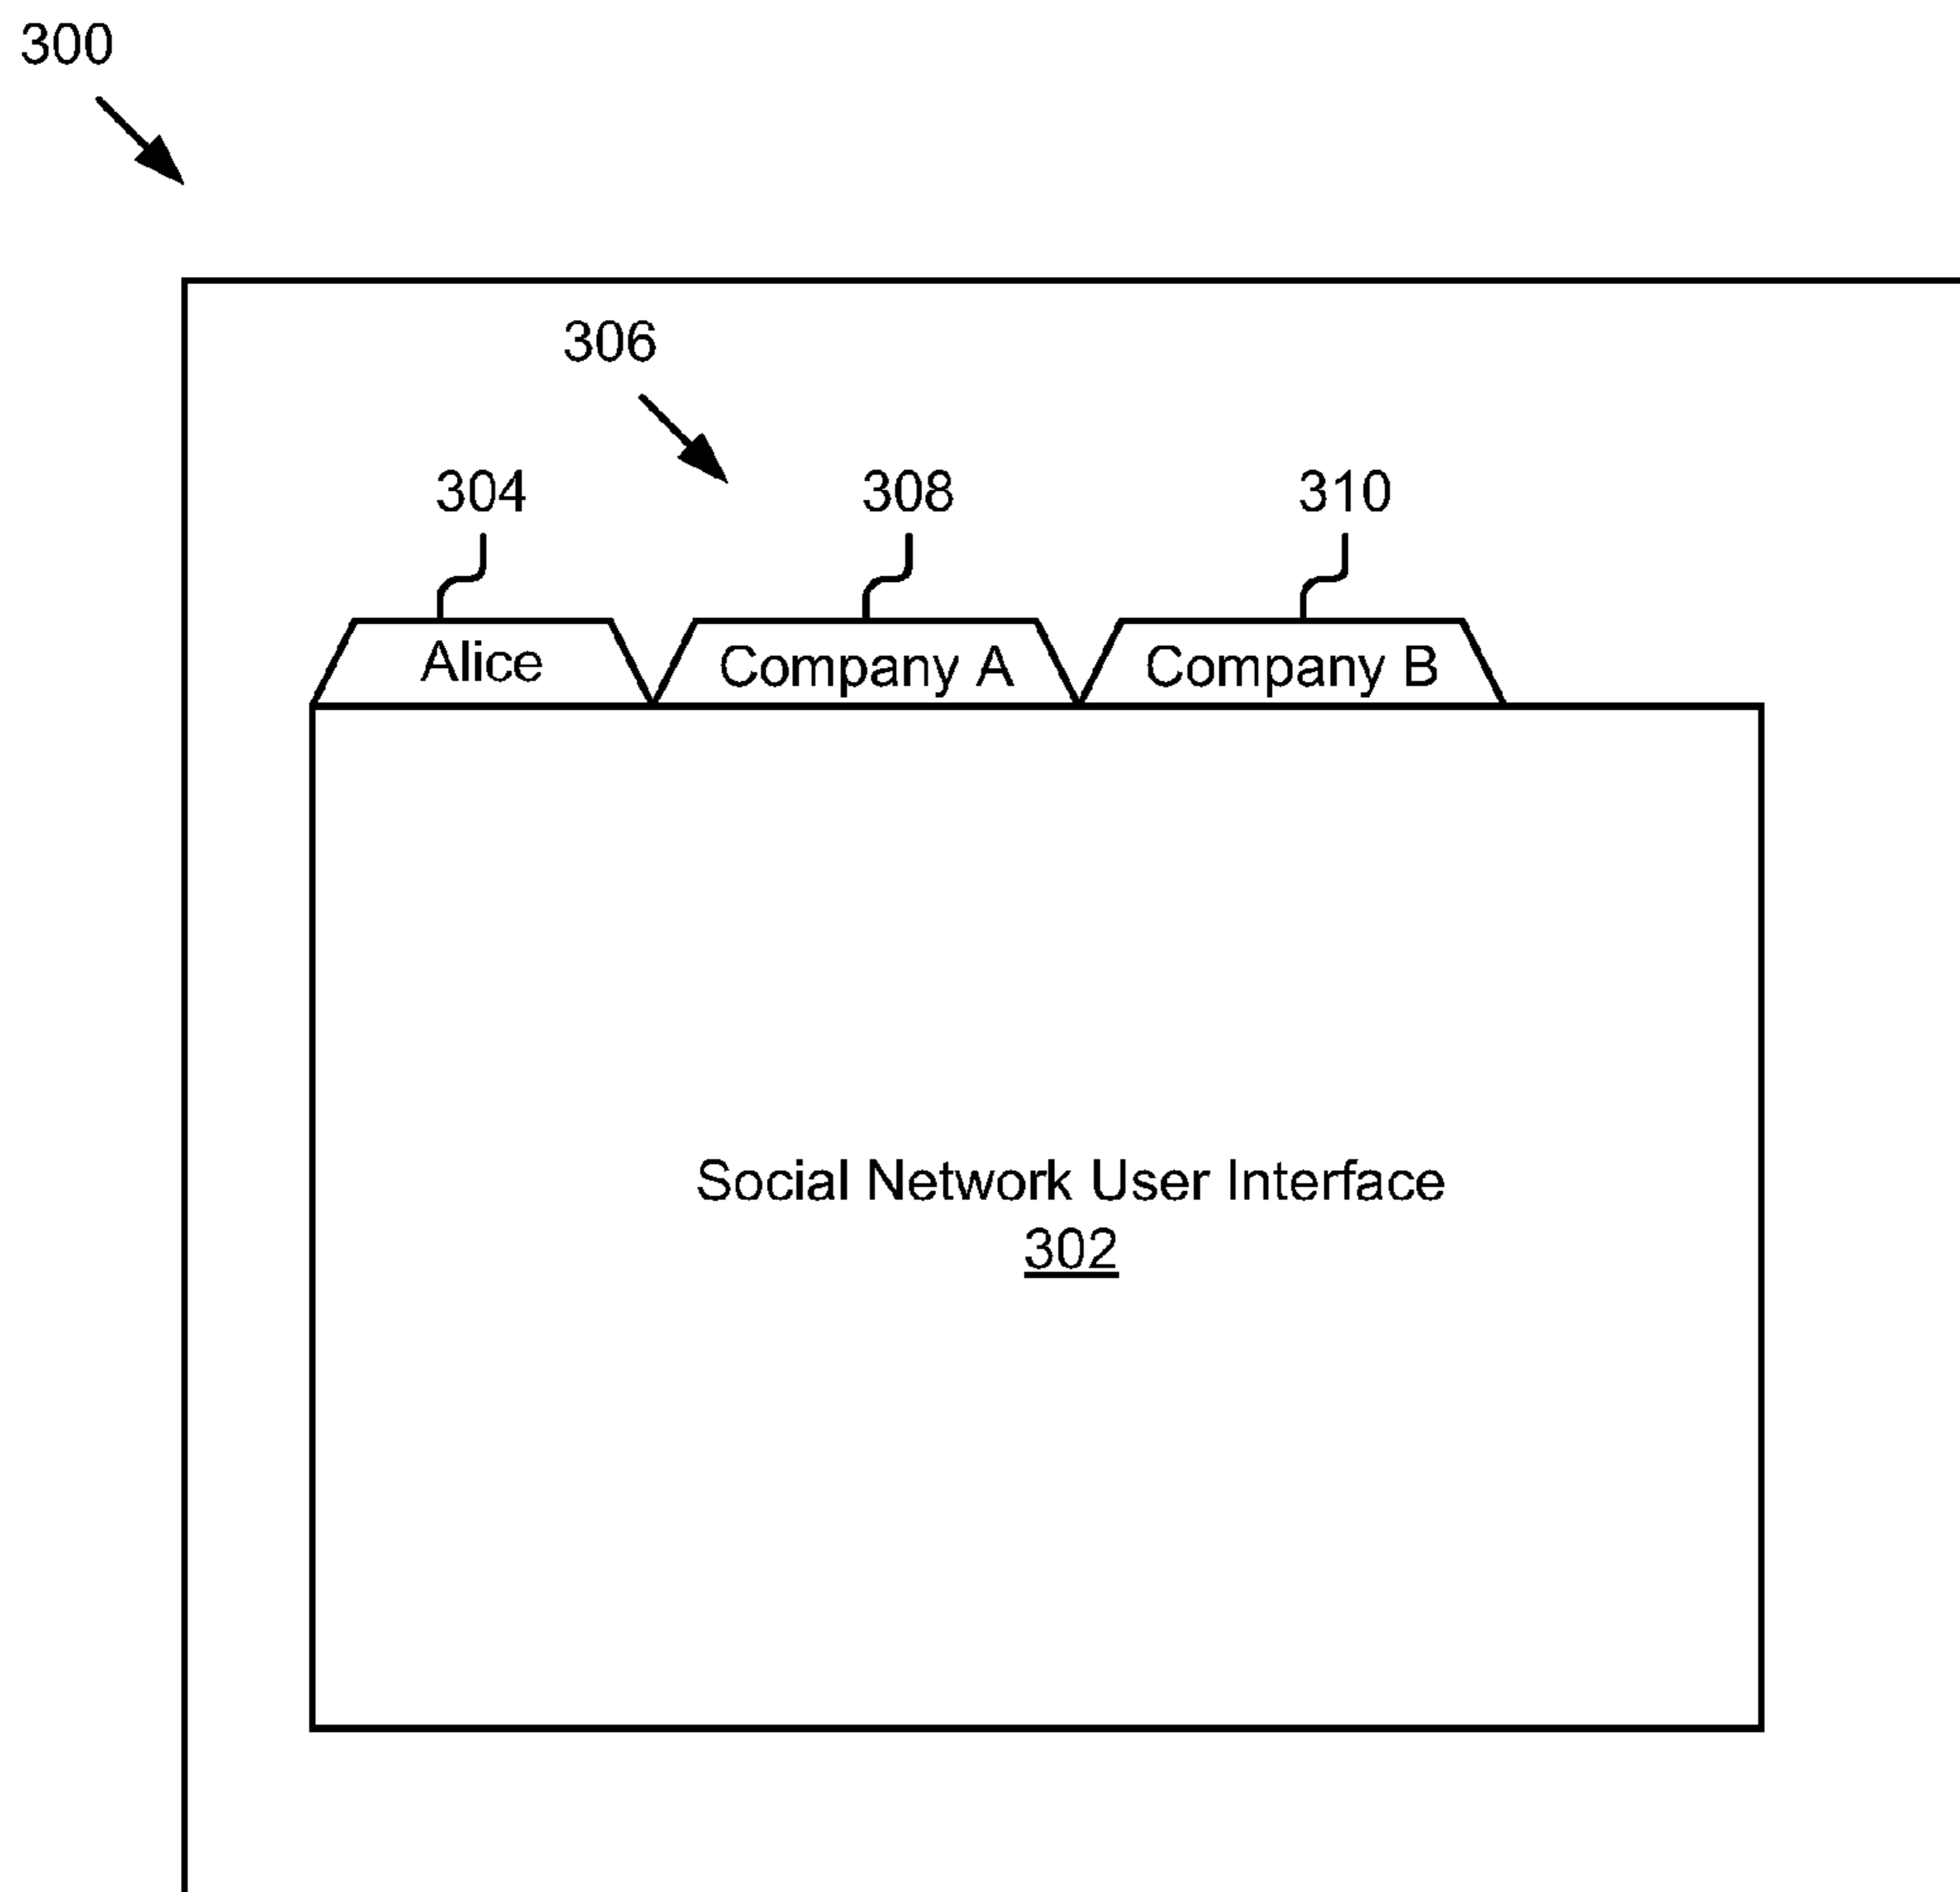 300
306
304
308
310
Alice
Company A
Company B
Social Network User Interface
302